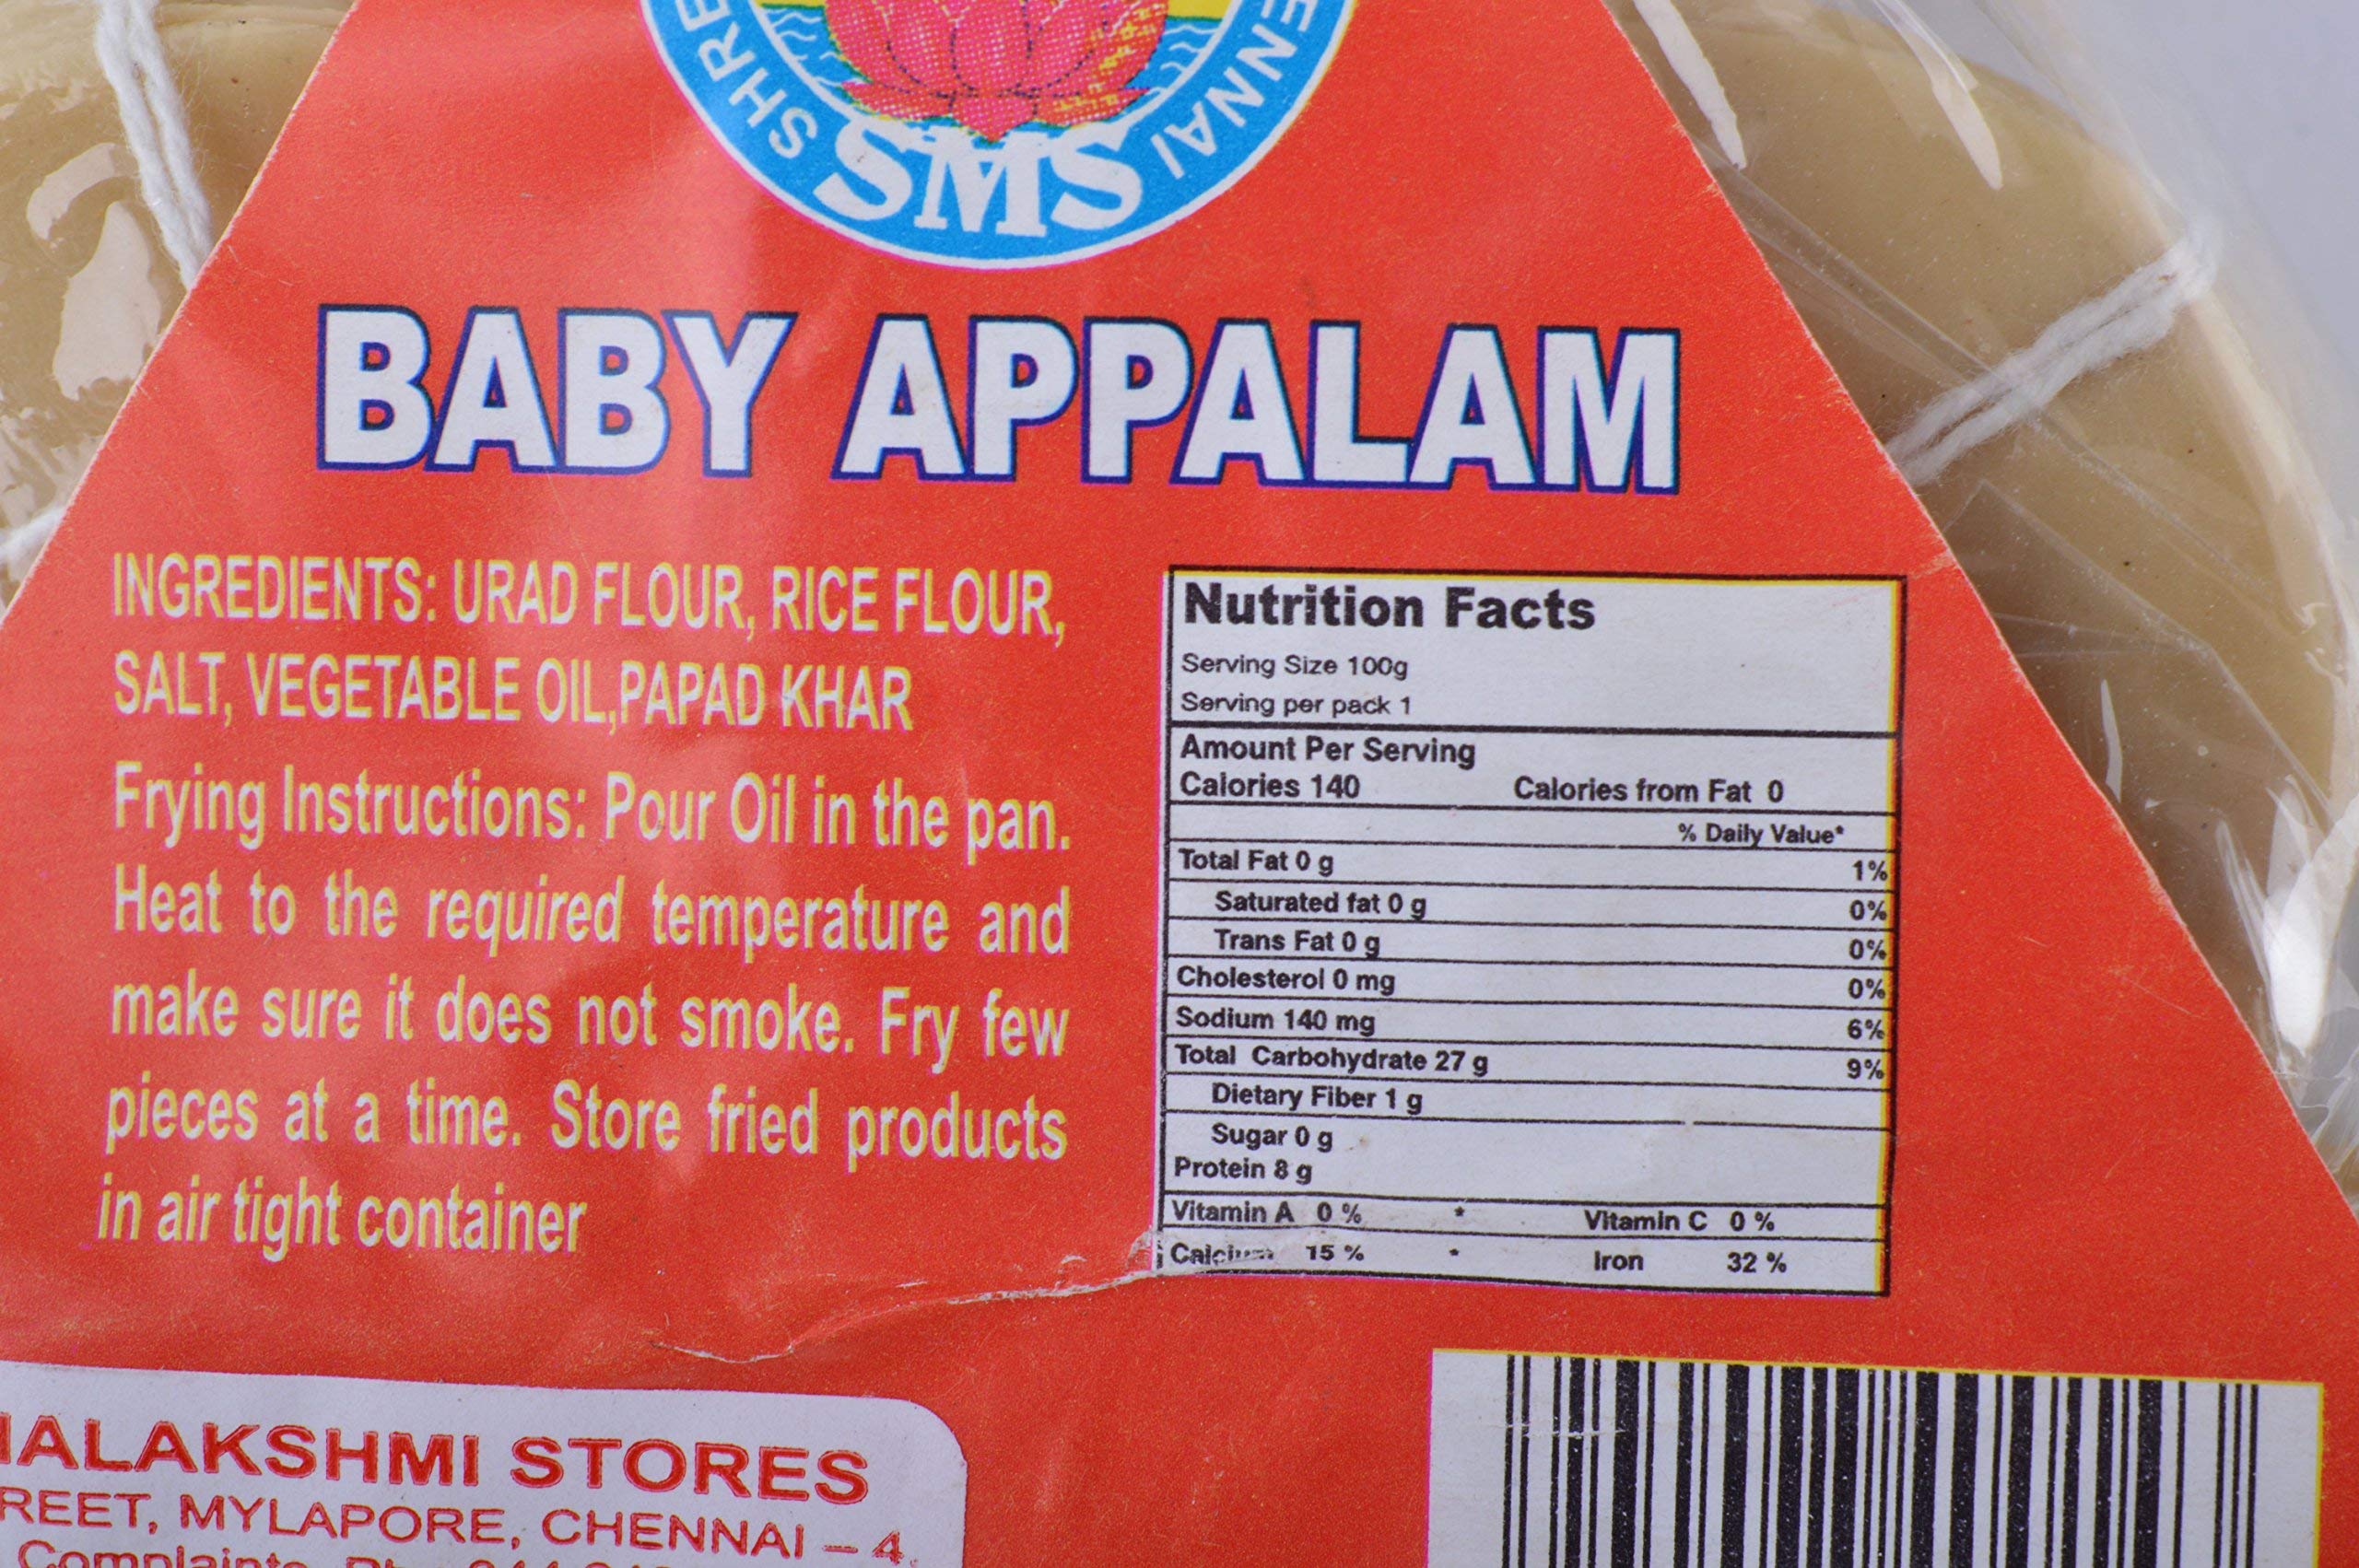 SMS
BABY APPALAM
INGREDIENTS: URAD FLOUR, RICE FLOUR,
SALT, VEGETABLE OIL,PAPAD KHAR
Frying Instructions: Pour Oil in the pan.
Heat to the required temperature and
make sure it does not smoke. Fry few
pieces at a time. Store fried products
in air tight container
Nutrition Facts
Serving Size 100g
Serving per pack 1
Amount Per Serving
Calories 140 Calories from Fat 0
% Daily Value*
Total Fat 0 g 1%
Saturated fat 0 g 0%
Trans Fat 0 g 0%
Cholesterol 0 mg 0%
Sodium 140 mg 6%
Total Carbohydrate 27 g 9%
Dietary Fiber 1 g
Sugar 0 g
Protein 8 g
Vitamin A 0 % * Vitamin C 0 %
Calcium 15 % * Iron 32 %
ALAKSHMI STORES
REET, MYLAPORE, CHENNAI – 4.